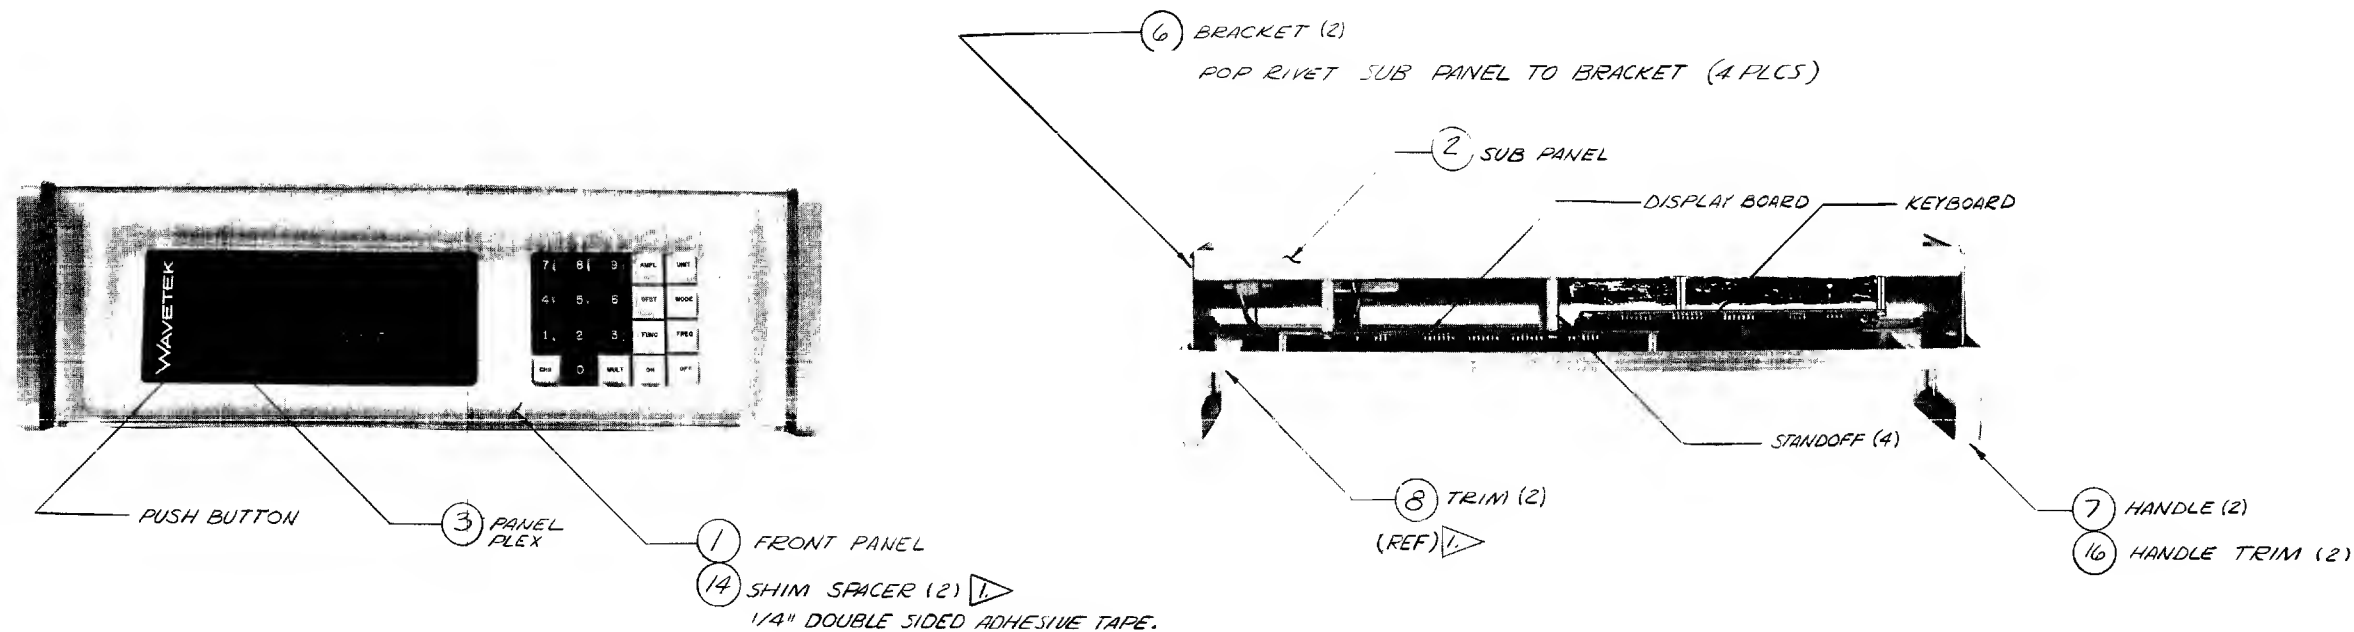 6 BRACKET (2)
POP RIVET SUB PANEL TO BRACKET (4 PLCS)
2 SUB PANEL
DISPLAY BOARD
KEYBOARD
WAVETEK
7 8 9 AMPL UNIT
4 5 6 OFST MODE
1 2 3 FUNC FREQ
CHS 0 MULT ON OFF
STANDOFF (4)
PUSH BUTTON
3 PANEL
PLEX
1 FRONT PANEL
14 SHIM SPACER (2) 1.
1/4" DOUBLE SIDED ADHESIVE TAPE.
8 TRIM (2)
(REF) 1.
7 HANDLE (2)
16 HANDLE TRIM (2)